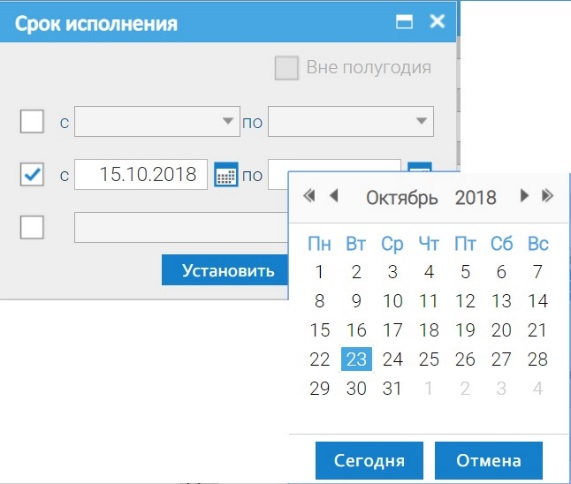 Срок исполнения
Вне полугодия
с по
с 15.10.2018 по
Установить
Октябрь 2018
Пн Вт Ср Чт Пт Сб Вс
1 2 3 4 5 6 7
8 9 10 11 12 13 14
15 16 17 18 19 20 21
22 23 24 25 26 27 28
29 30 31 1 2 3 4
Сегодня Отмена